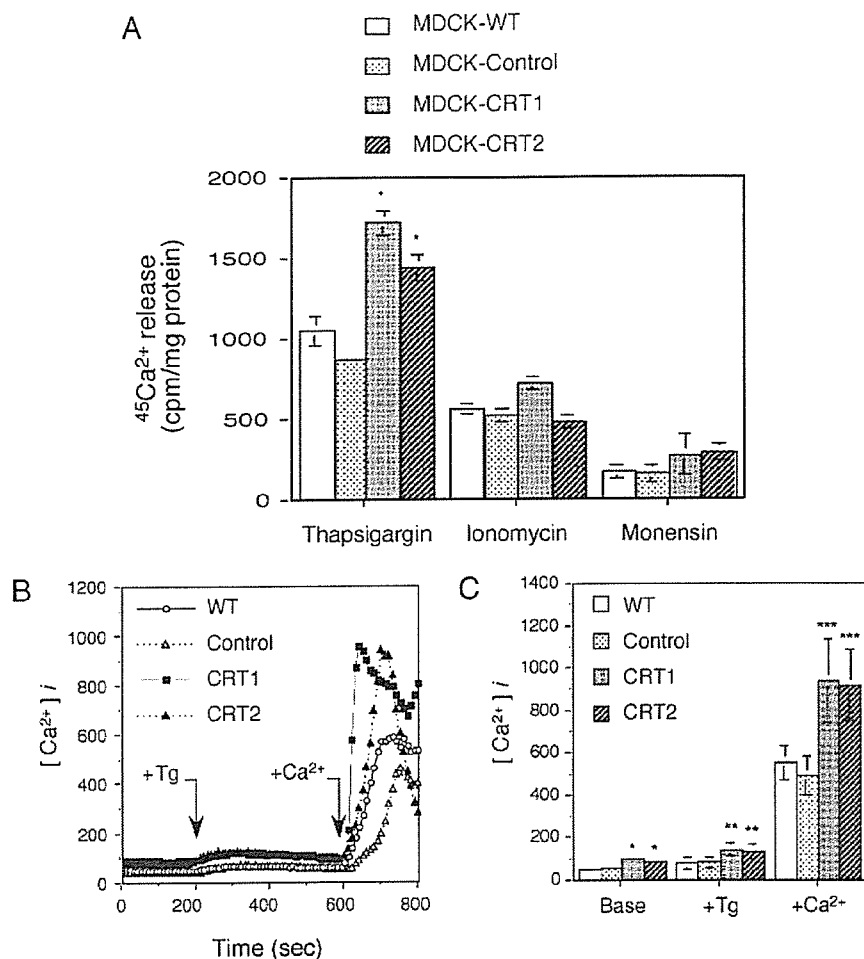 A
MDCK-WT
MDCK-Control
MDCK-CRT1
MDCK-CRT2
2000
1500
1000
500
0
45Ca2+ release
(cpm/mg protein)
* *
Thapsigargin Ionomycin Monensin
B
1200
1000
800
600
400
200
0
[Ca2+] i
WT
Control
CRT1
CRT2
+Tg
+Ca2+
0 200 400 600 800
Time (sec)
C
1400
1200
1000
800
600
400
200
0
[Ca2+] i
WT
Control
CRT1
CRT2
* *
** **
*** ***
Base +Tg +Ca2+